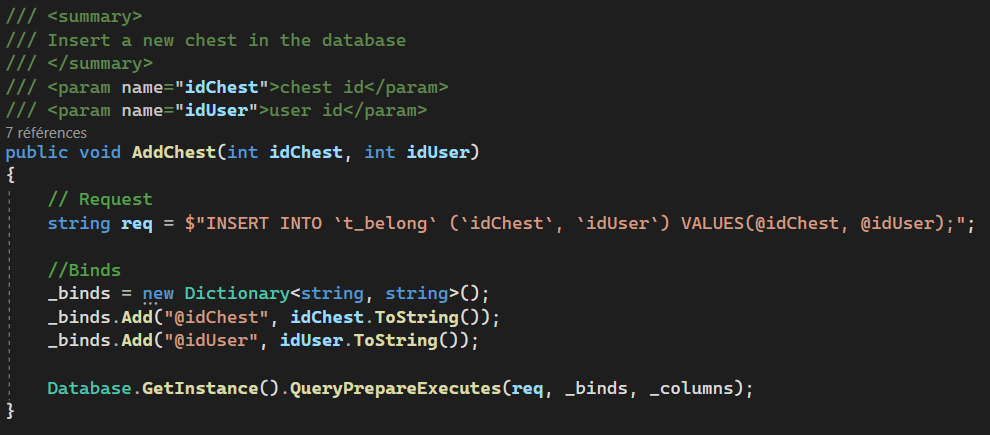 /// <summary>
/// Insert a new chest in the database
/// </summary>
/// <param name="idChest">chest id</param>
/// <param name="idUser">user id</param>
7 références
public void AddChest(int idChest, int idUser)
{
// Request
string req = $"INSERT INTO `t_belong` (`idChest`, `idUser`) VALUES(@idChest, @idUser);";
//Binds
_binds = new Dictionary<string, string>();
_binds.Add("@idChest", idChest.ToString());
_binds.Add("@idUser", idUser.ToString());
Database.GetInstance().QueryPrepareExecutes(req, _binds, _columns);
}